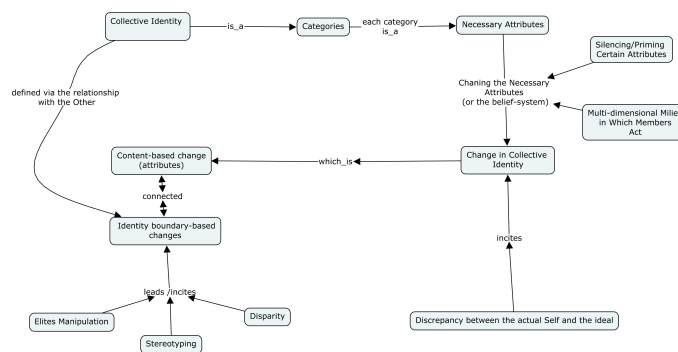 Collective Identity
is_a
Categories
each category
is_a
Necessary Attributes
Silencing/Priming
Certain Attributes
defined via the relationship
with the Other
Chaning the Necessary
Attributes
(or the belief-system)
Multi-dimensional Milie
in Which Members
Act
Content-based change
(attributes)
which_is
Change in Collective
Identity
connected
Identity boundary-based
changes
incites
leads /incites
Elites Manipulation
Disparity
Stereotyping
Discrepancy between the actual Self and the ideal